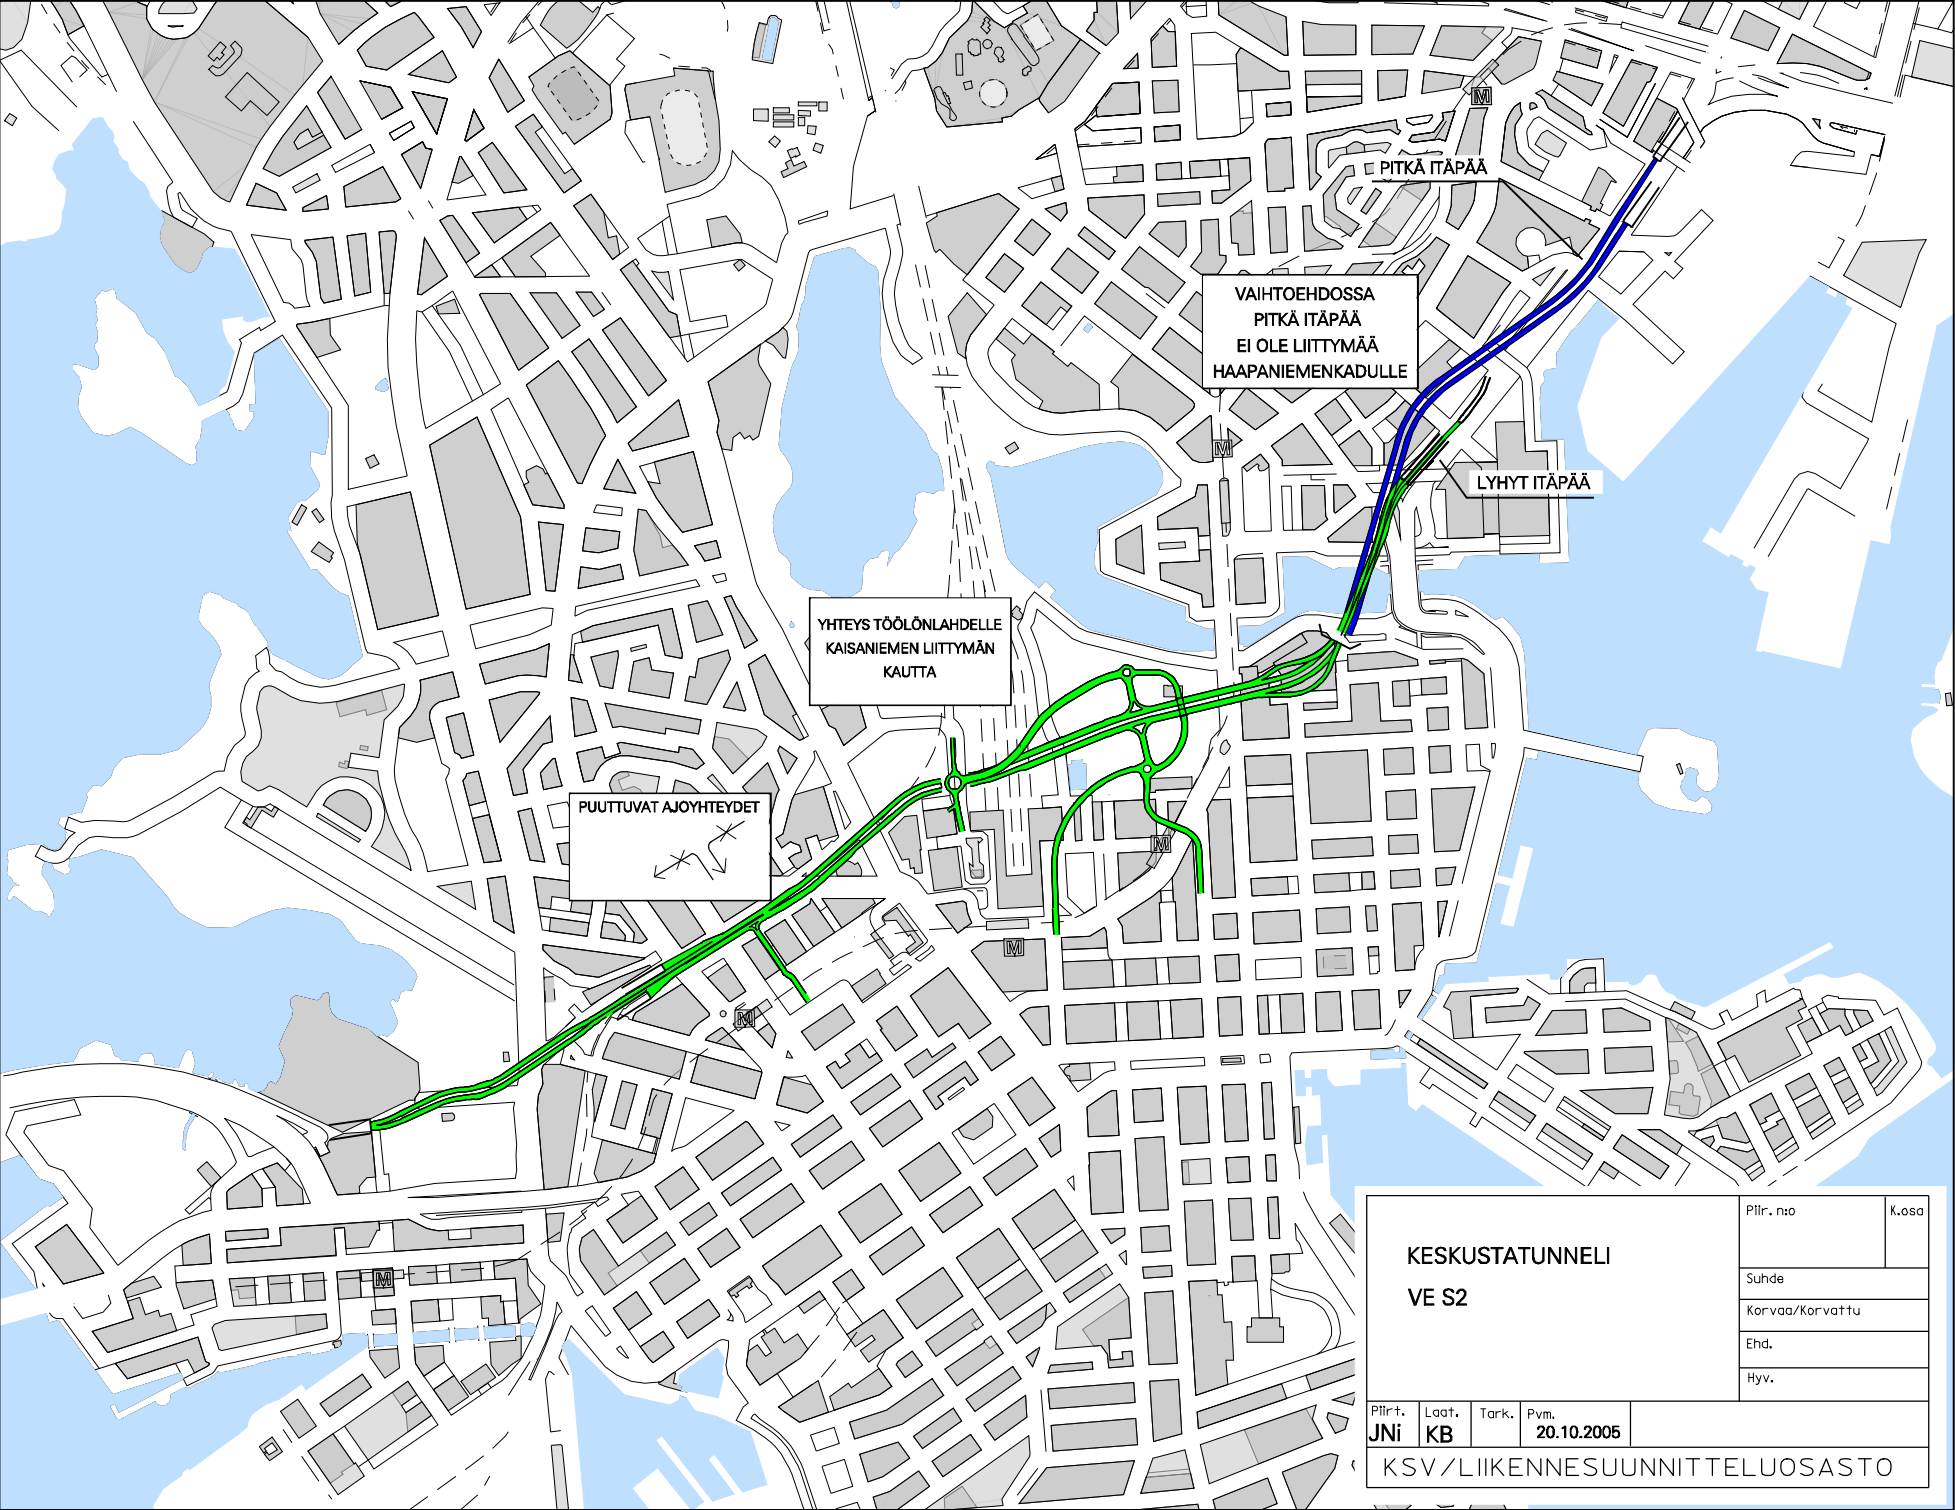 M
PITKÄ ITÄPÄÄ
VAIHTOEHDOSSA
PITKÄ ITÄPÄÄ
EI OLE LIITTYMÄÄ
HAAPANIEMENKADULLE
M
LYHYT ITÄPÄÄ
YHTEYS TÖÖLÖNLAHDELLE
KAISANIEMEN LIITTYMÄN
KAUTTA
PUUTTUVAT AJOYHTEYDET
M
M
M
M
KESKUSTATUNNELI
VE S2
Piir. n:o
K.osa
Suhde
Korvaa/Korvattu
Ehd.
Hyv.
Piirt.
JNi
Laat.
KB
Tark.
Pvm.
20.10.2005
KSV/LIIKENNESUUNNITTELUOSASTO